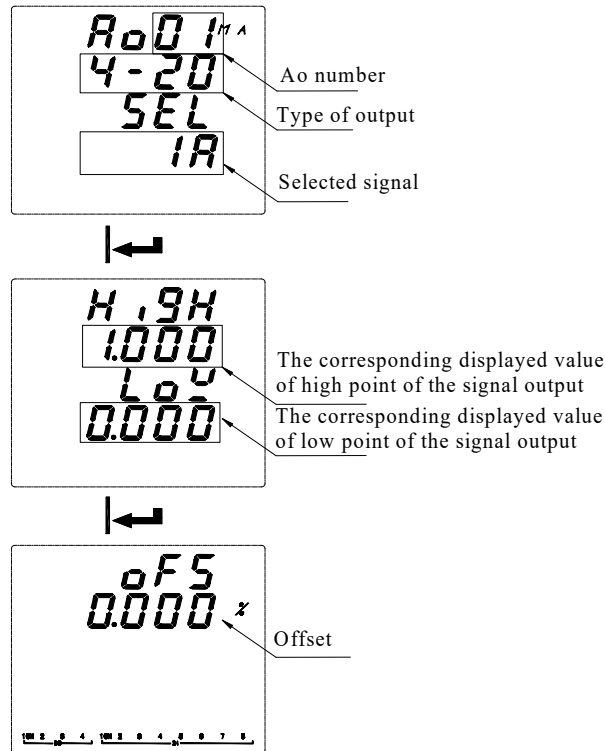 Ao01 MA
4-20
SEL
1A
Ao number
Type of output
Selected signal
HigH
1.000
LoW
0.000
The corresponding displayed value
of high point of the signal output
The corresponding displayed value
of low point of the signal output
oFS
0.000 %
Offset